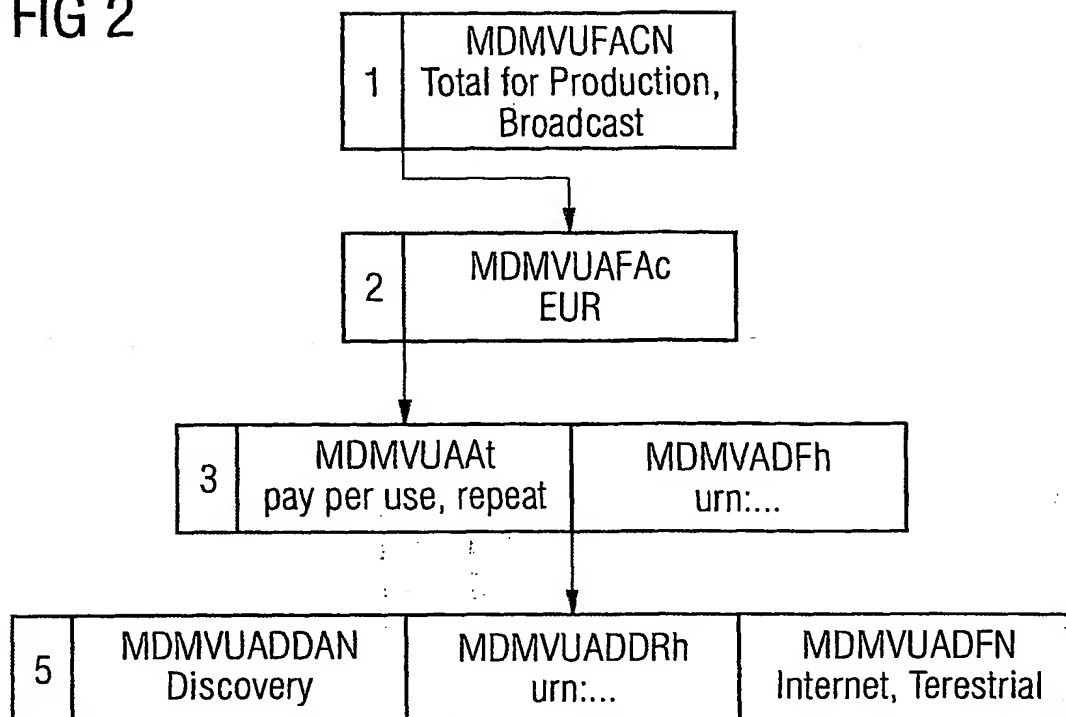 FIG 2
1
MDMVUFACN
Total for Production,
Broadcast
2
MDMVUAFAc
EUR
3
MDMVUAAt
pay per use, repeat
MDMVADFh
urn:...
5
MDMVUADDAN
Discovery
MDMVUADDRh
urn:...
MDMVUADFN
Internet, Terestrial